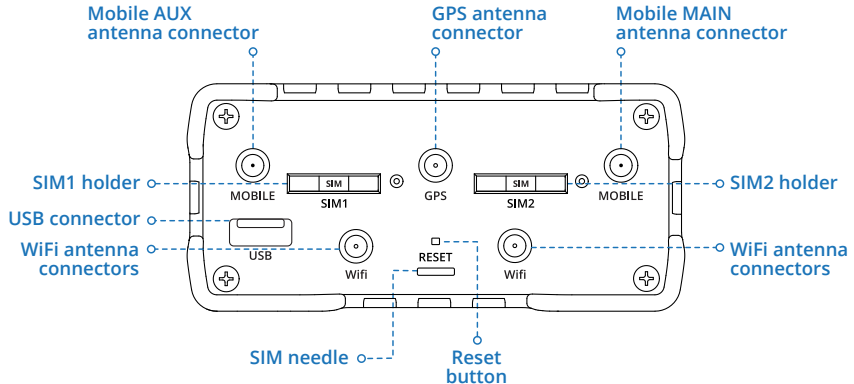 Mobile AUX
antenna connector
GPS antenna
connector
Mobile MAIN
antenna connector
SIM1 holder
USB connector
WiFi antenna
connectors
MOBILE
SIM
SIM1
GPS
SIM
SIM2
MOBILE
SIM2 holder
USB
Wifi
RESET
Wifi
WiFi antenna
connectors
SIM needle
Reset
button